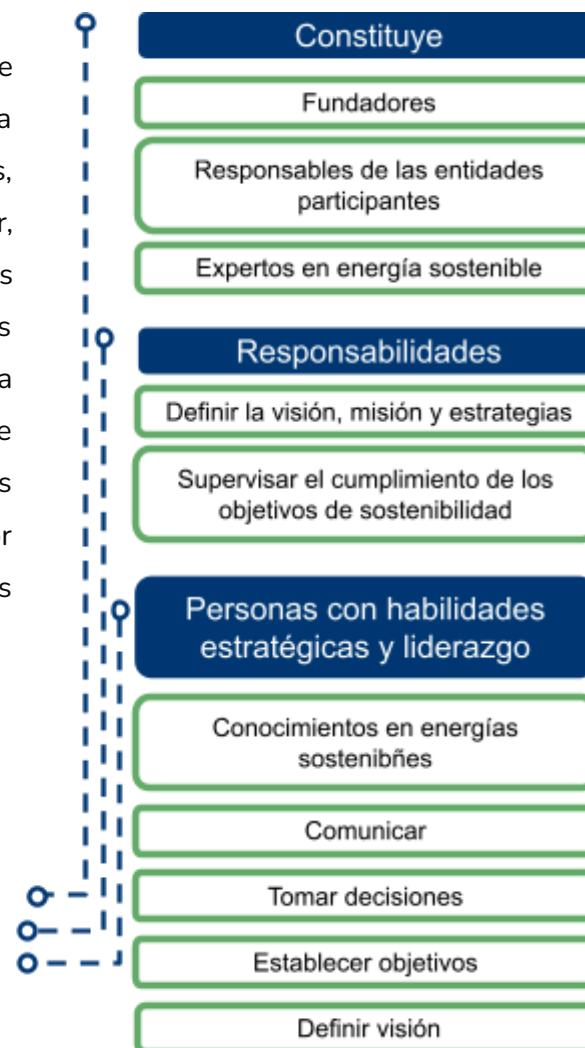 e
a
s,
r,
s
s
a
e
s
or
s
Constituye
Fundadores
Responsables de las entidades
participantes
Expertos en energía sostenible
Responsabilidades
Definir la visión, misión y estrategias
Supervisar el cumplimiento de los
objetivos de sostenibilidad
Personas con habilidades
estratégicas y liderazgo
Conocimientos en energías
sostenibñes
Comunicar
Tomar decisiones
Establecer objetivos
Definir visión